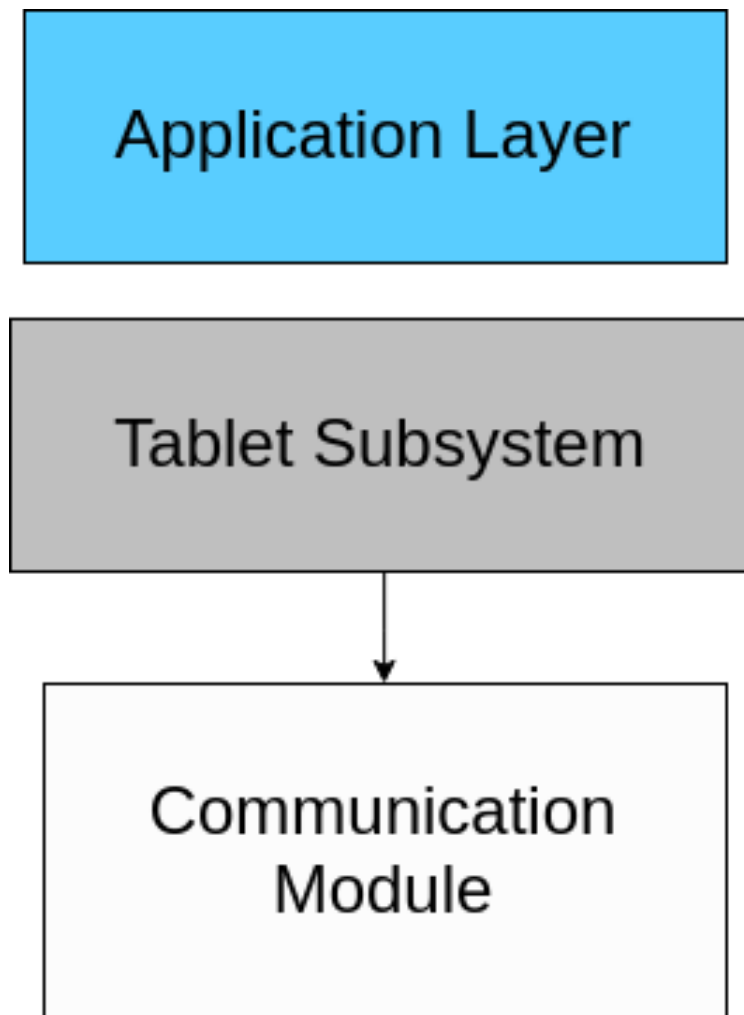 Application Layer
Tablet Subsystem
Communication
Module